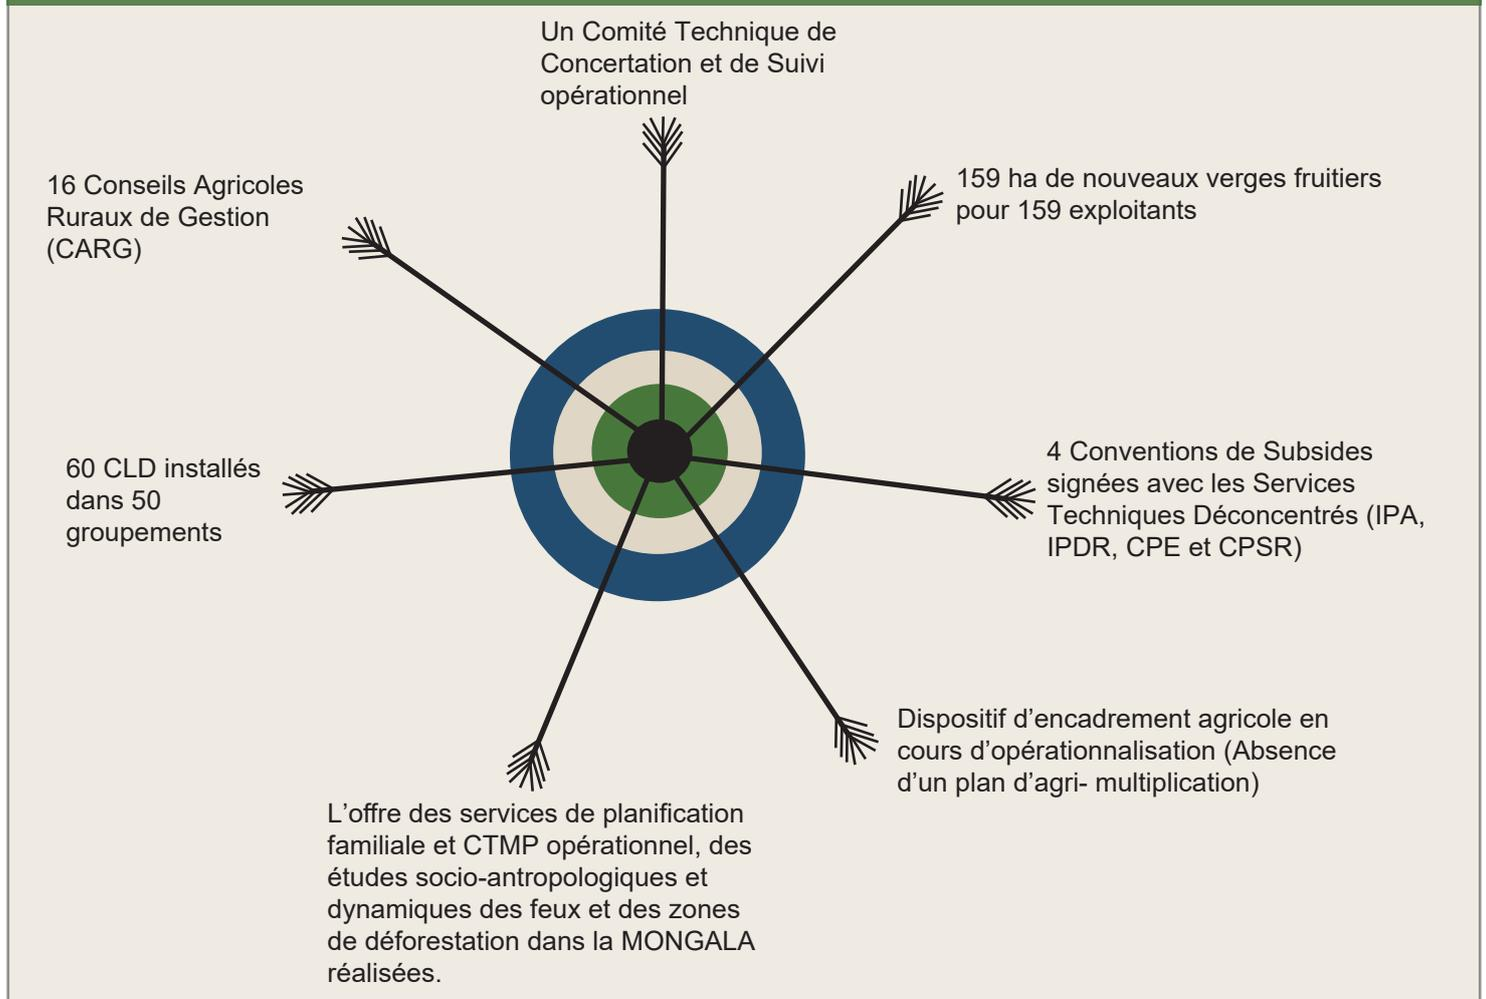 Un Comité Technique de
Concertation et de Suivi
opérationnel
16 Conseils Agricoles
Ruraux de Gestion
(CARG)
159 ha de nouveaux verges fruitiers
pour 159 exploitants
60 CLD installés
dans 50
groupements
4 Conventions de Subsides
signées avec les Services
Techniques Déconcentrés (IPA,
IPDR, CPE et CPSR)
Dispositif d’encadrement agricole en
cours d’opérationnalisation (Absence
d’un plan d’agri- multiplication)
L’offre des services de planification
familiale et CTMP opérationnel, des
études socio-antropologiques et
dynamiques des feux et des zones
de déforestation dans la MONGALA
réalisées.